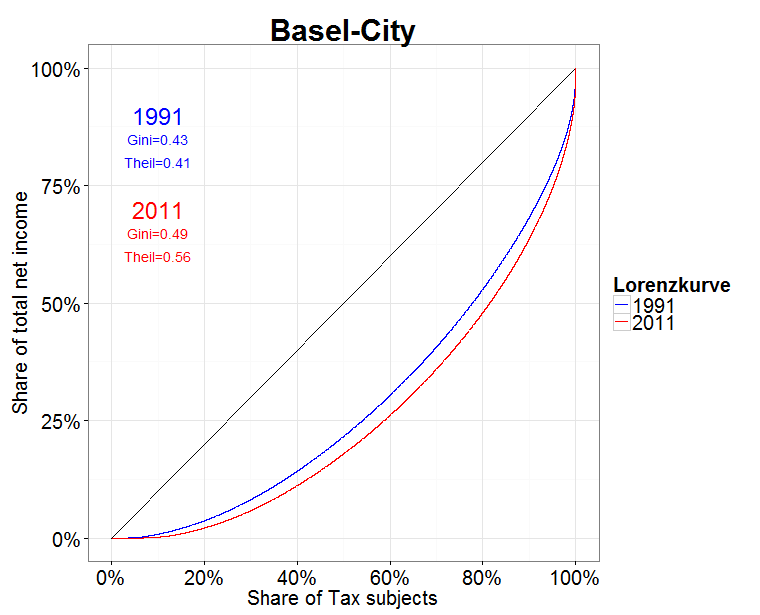 Basel-City
100%
75%
50%
25%
0%
Share of total net income
1991
Gini=0.43
Theil=0.41
2011
Gini=0.49
Theil=0.56
0% 20% 40% 60% 80% 100%
Share of Tax subjects
Lorenzkurve
1991
2011